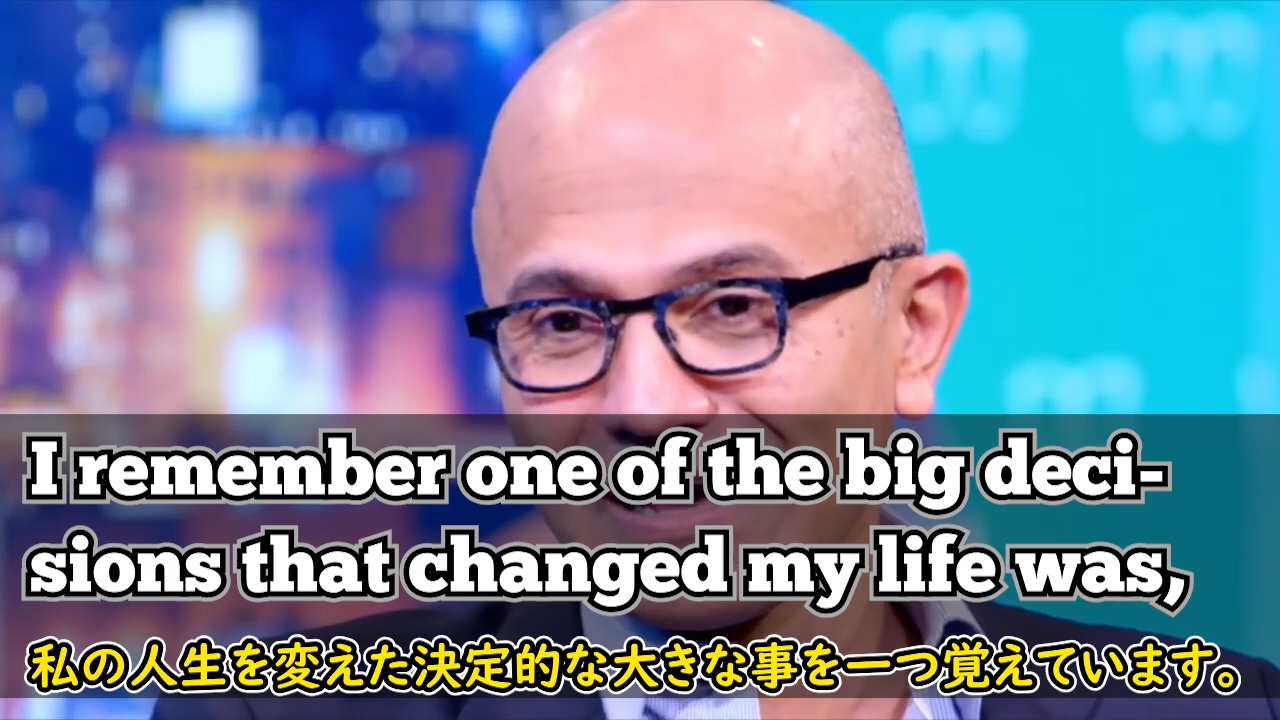 I remember one of the big deci-
sions that changed my life was,
私の人生を変えた決定的な大きな事を一つ覚えています。